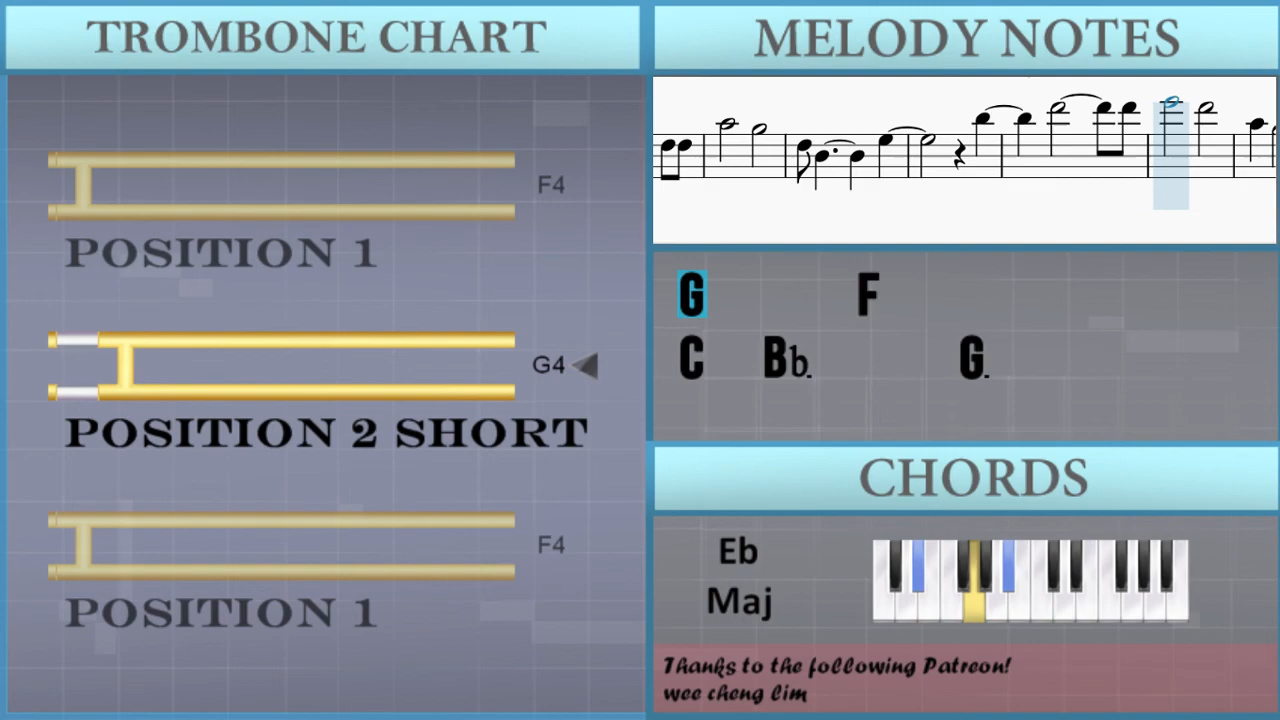 TROMBONE CHART
F4
POSITION 1
G4
POSITION 2 SHORT
F4
POSITION 1
MELODY NOTES
G F
C Bb. G.
CHORDS
Eb
Maj
Thanks to the following Patreon!
wee cheng lim